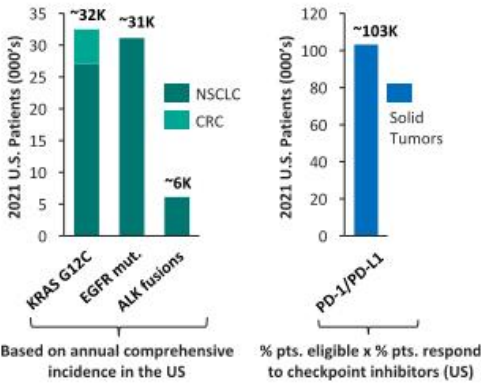 2021 U.S. Patients (000's)
35
30
25
20
15
10
5
0
~32K
~31K
~6K
NSCLC
CRC
KRAS G12C
EGFR mut.
ALK fusions
Based on annual comprehensive
incidence in the US
2021 U.S. Patients (000's)
120
100
80
60
40
20
0
~103K
Solid
Tumors
PD-1/PD-L1
% pts. eligible x % pts. respond
to checkpoint inhibitors (US)